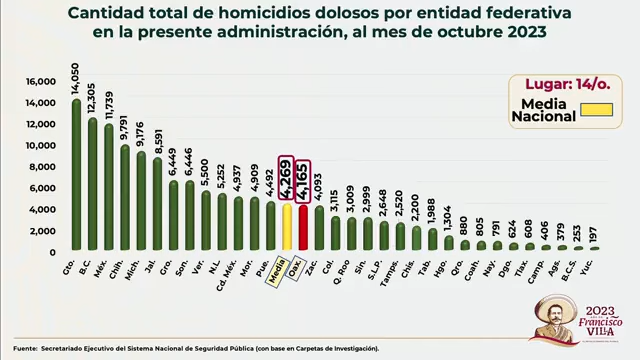 Cantidad total de homicidios dolosos por entidad federativa
en la presente administración, al mes de octubre 2023
Lugar: 14/o.
Media
Nacional
16,000
14,000
12,000
10,000
8,000
6,000
4,000
2,000
00
14,050
12,305
11,739
9,791
9,176
8,591
6,449
6,446
5,500
5,252
4,937
4,909
4,492
4,269
4,165
4,093
3,115
3,009
2,999
2,648
2,520
2,200
1,988
1,304
880
805
791
624
608
406
379
253
197
Gto.
B.C.
Méx.
Chih.
Mich.
Jal.
Gro.
Son.
Ver.
N.L
Cd. Méx.
Mor.
Pue.
Media
Oax.
Zac.
Col.
Q. Roo
Sin.
S.L.P.
Tamps.
Chis.
Tab.
Hgo.
Qro.
Coah.
Nay.
Dgo.
Tlax.
Camp.
Ags.
B.C.S.
Yuc.
2023
Francisco
VILLA
Fuente: Secretariado Ejecutivo del Sistema Nacional de Seguridad Pública (con base en Carpetas de Investigación).